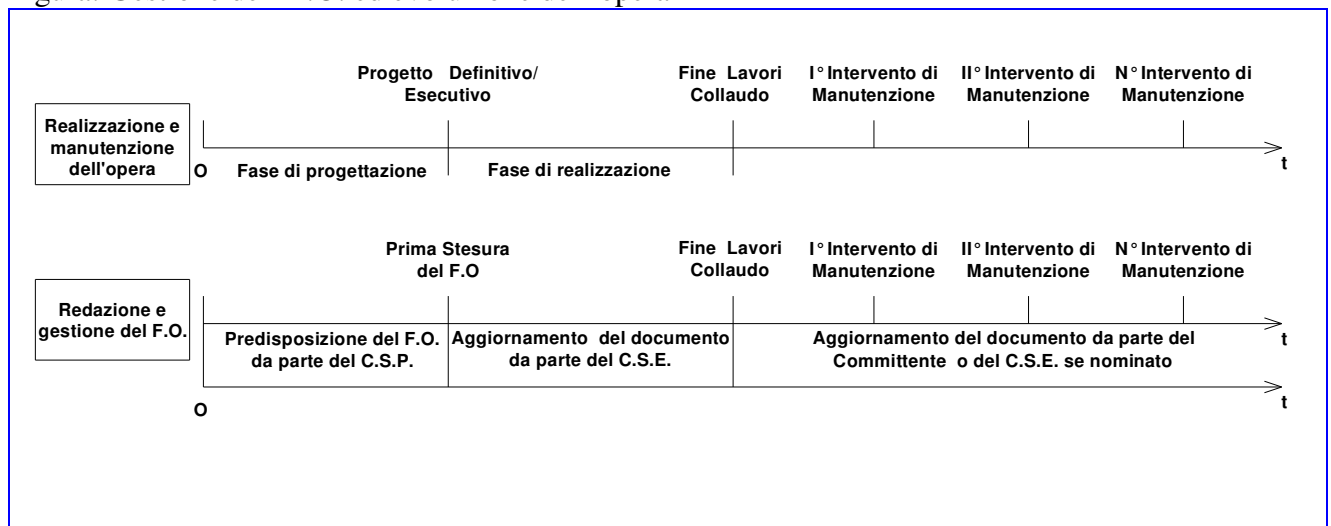 Progetto Definitivo/
Esecutivo
Fine Lavori
Collaudo
I° Intervento di
Manutenzione
II° Intervento di
Manutenzione
N° Intervento di
Manutenzione
Realizzazione e
manutenzione
dell'opera
O
Fase di progettazione
Fase di realizzazione
t
Prima Stesura
del F.O
Fine Lavori
Collaudo
I° Intervento di
Manutenzione
II° Intervento di
Manutenzione
N° Intervento di
Manutenzione
Redazione e
gestione del F.O.
Predisposizione del F.O.
da parte del C.S.P.
Aggiornamento del documento
da parte del C.S.E.
Aggiornamento del documento da parte del
Committente o del C.S.E. se nominato
t
O
t